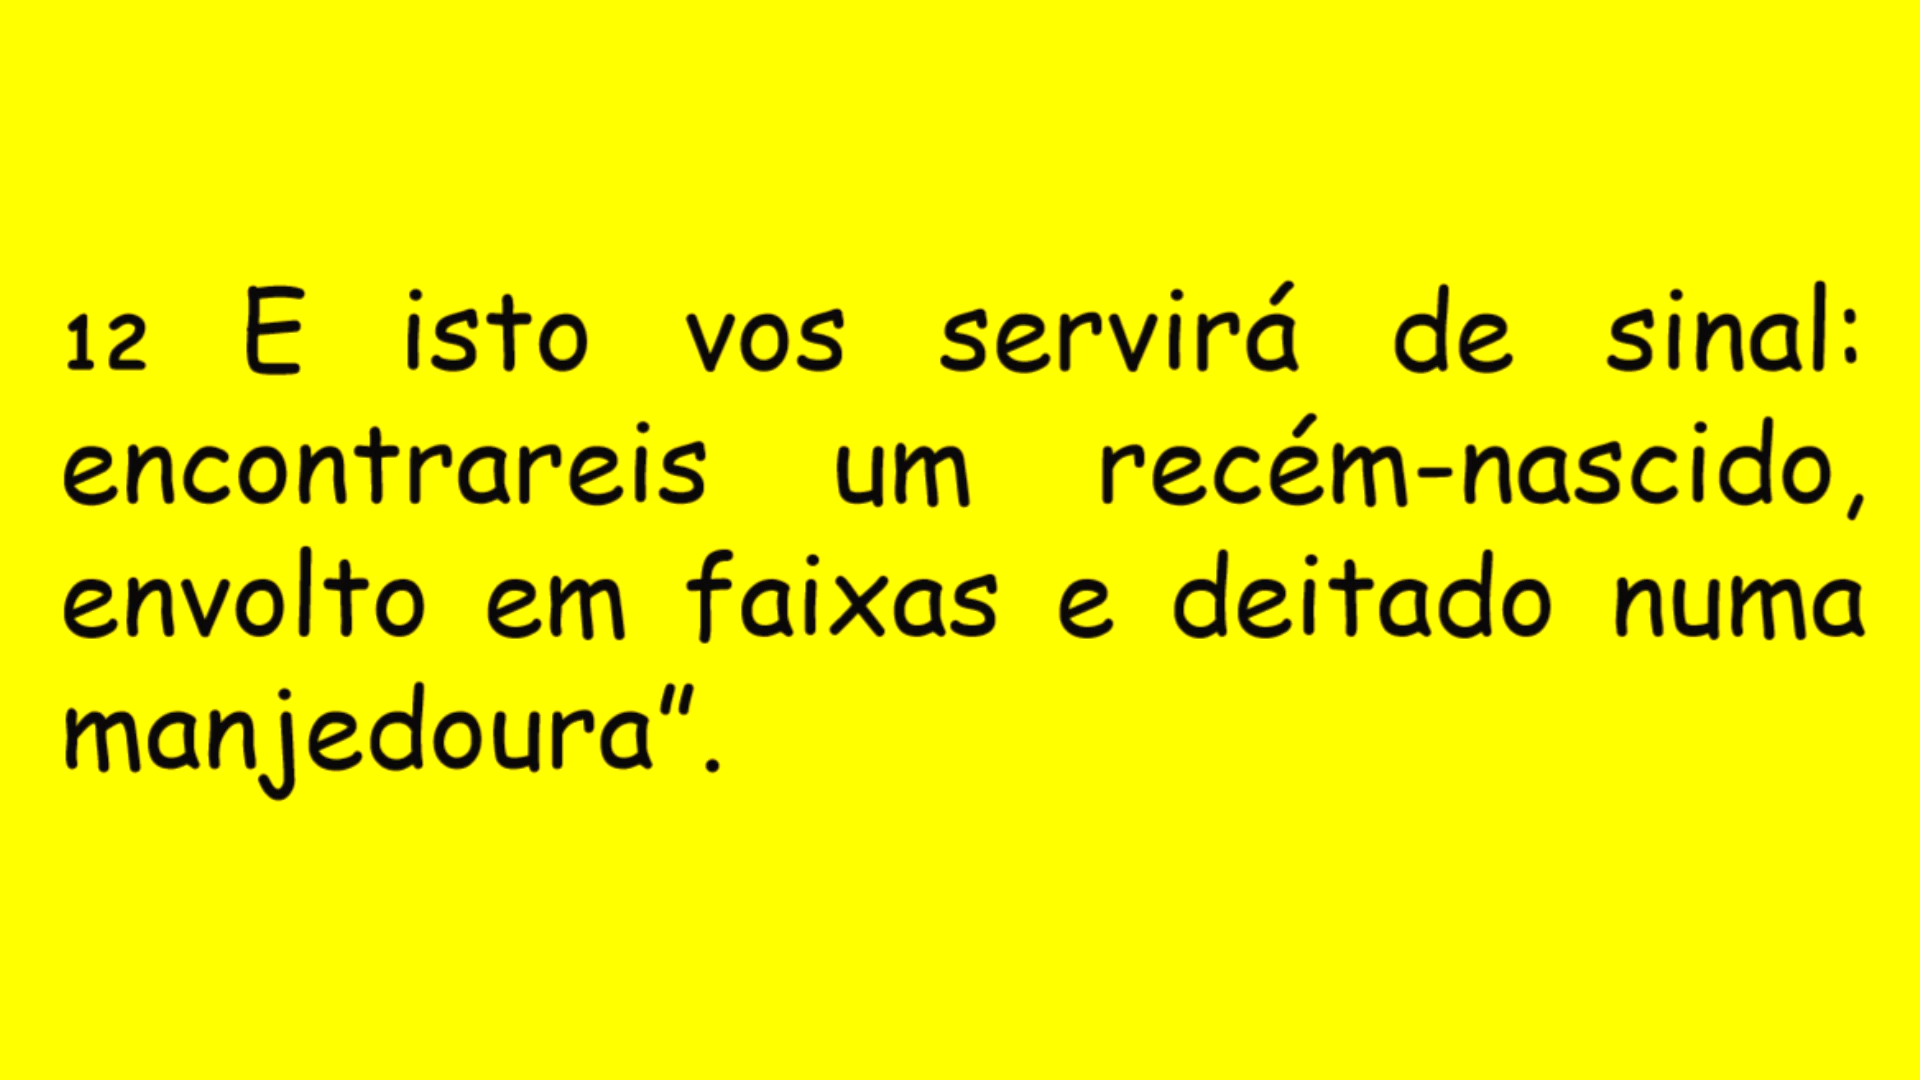 12 E isto vos servirá de sinal:
encontrareis um recém-nascido,
envolto em faixas e deitado numa
manjedoura”.